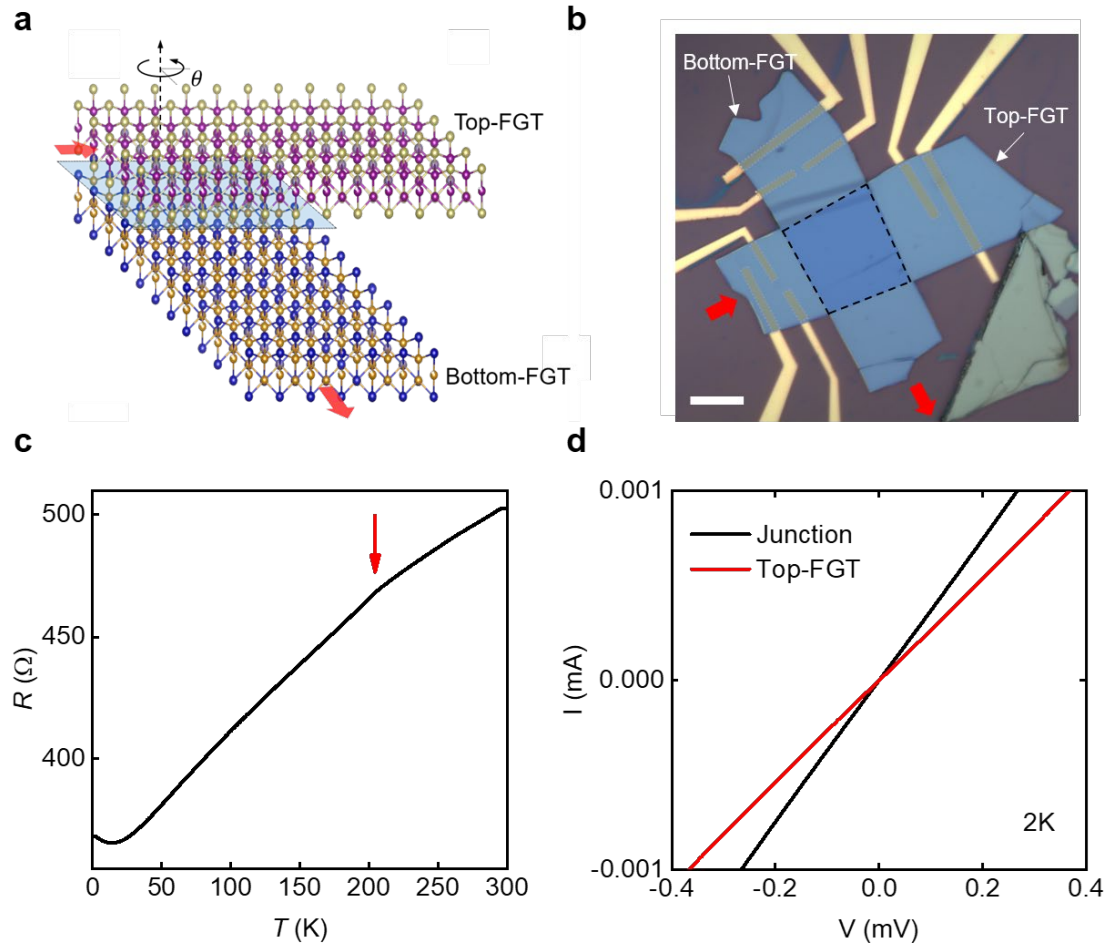 a
θ
Top-FGT
Bottom-FGT
b
Bottom-FGT
Top-FGT
c
500
450
400
R (Ω)
0
50
100
150
200
250
300
T (K)
d
0.001
0.000
-0.001
I (mA)
Junction
Top-FGT
2K
-0.4
-0.2
0.0
0.2
0.4
V (mV)